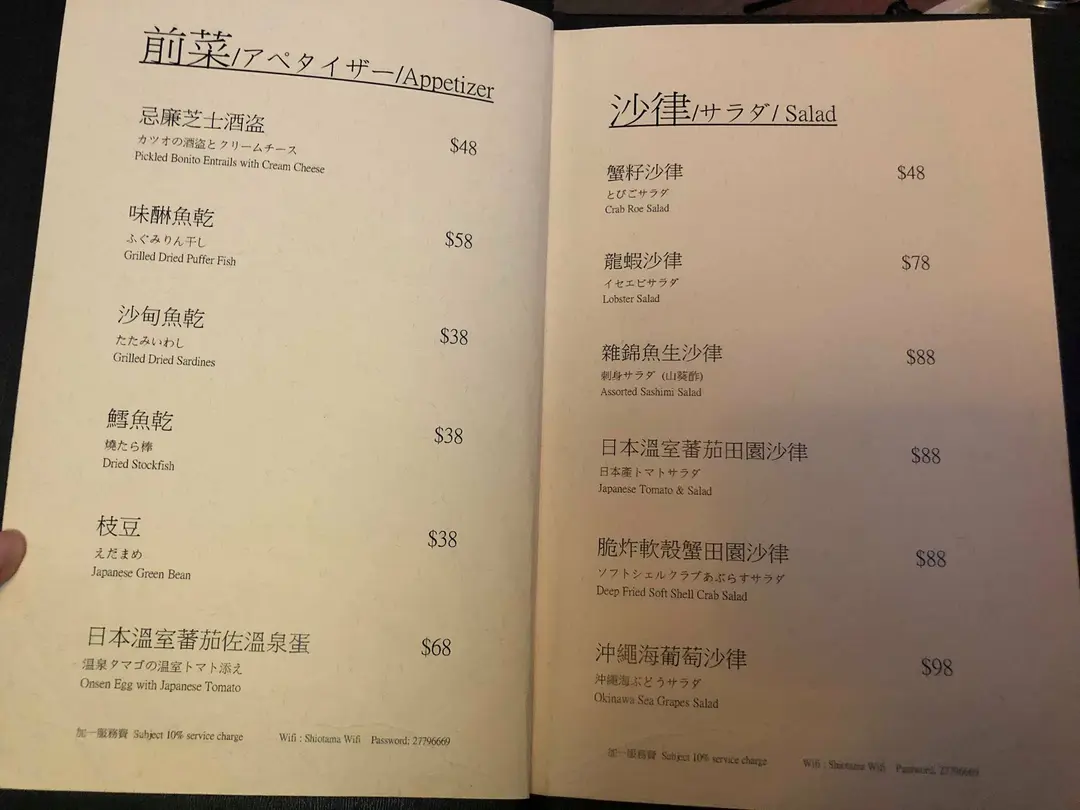 前菜/アペタイザー/Appetizer
忌廉芝士酒盗 $48
カツオの酒盗とクリームチース
Pickled Bonito Entrails with Cream Cheese
味醂魚乾 $58
ふぐみりん干し
Grilled Dried Puffer Fish
沙甸魚乾 $38
たたみいわし
Grilled Dried Sardines
鱈魚乾 $38
燒たら棒
Dried Stockfish
枝豆 $38
えだまめ
Japanese Green Bean
日本溫室蕃茄佐溫泉蛋 $68
温泉タマゴの温室トマト添え
Onsen Egg with Japanese Tomato
加一服務費 Subject 10% service charge Wifi : Shiotama Wifi Password: 27796669
沙律/サラダ/ Salad
蟹籽沙律 $48
とびごサラダ
Crab Roe Salad
龍蝦沙律 $78
イセエビサラダ
Lobster Salad
雜錦魚生沙律 $88
刺身サラダ (山葵酢)
Assorted Sashimi Salad
日本溫室蕃茄田園沙律 $88
日本產トマトサラダ
Japanese Tomato & Salad
脆炸軟殼蟹田園沙律 $88
ソフトシェルクラブあぶらすサラダ
Deep Fried Soft Shell Crab Salad
沖繩海葡萄沙律 $98
沖繩海ぶどうサラダ
Okinawa Sea Grapes Salad
加一服務費 Subject 10% service charge Wifi : Shiotama Wifi Password: 27796669